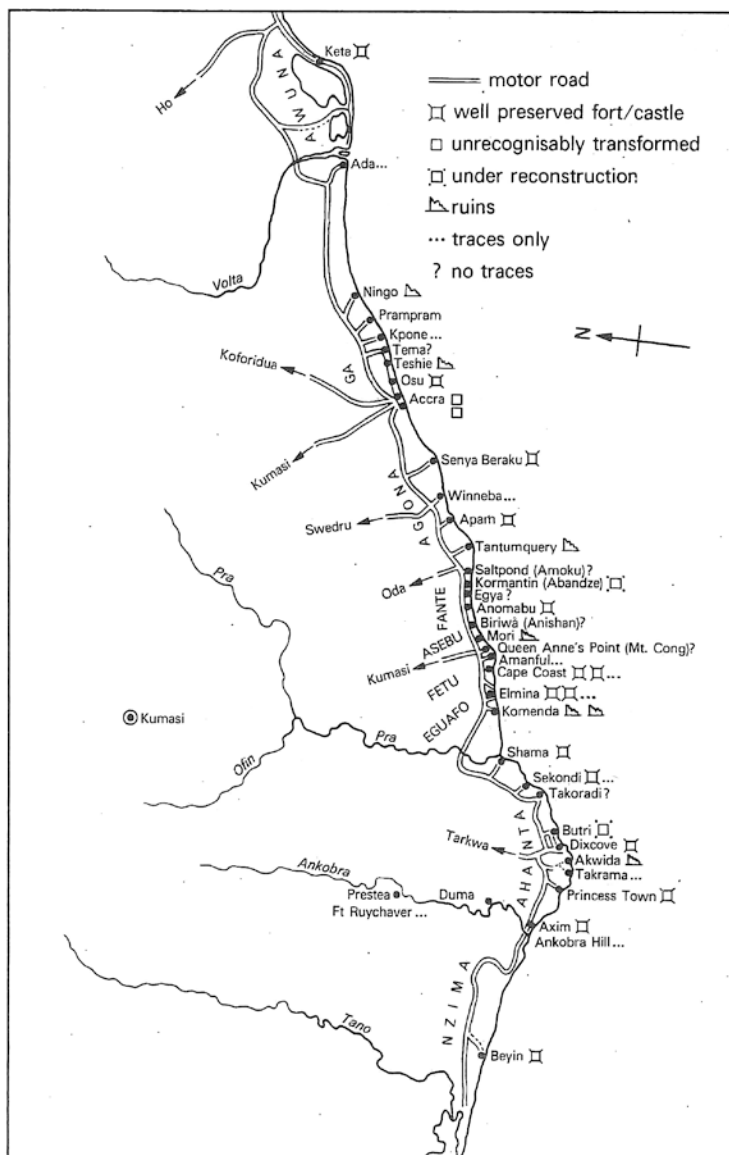 Keta
motor road
well preserved fort/castle
unrecognisably transformed
under reconstruction
ruins
... traces only
? no traces
Ho
AWUNA
Ada...
Volta
Ningo
Prampram
Kpone ...
Tema?
Teshie
Osu
Accra
Koforidua
GA
N
Kumasi
Senya Beraku
AGONA
Winneba ...
Swedru
Apam
Tantumquery
Pra
Oda
Saltpond (Amoku)?
Kormantin (Abandze)
Egya ?
FANTE
Anomabu
Biriwa (Anishan)?
Mori
ASEBU
Queen Anne's Point (Mt. Cong)?
Amanful...
Kumasi
Cape Coast ...
FETU
Elmina ...
Komenda
EGUAFO
Kumasi
Pra
Ofin
Shama
Sekondi ...
Takoradi ?
Butri
Dixcove
Tarkwa
AHAINTA
Akwida
Takrama ...
Ankobra
Prestea
Ft Ruychaver ...
Duma
Princess Town
Axim
Ankobra Hill ...
NZIMA
Tano
Beyin